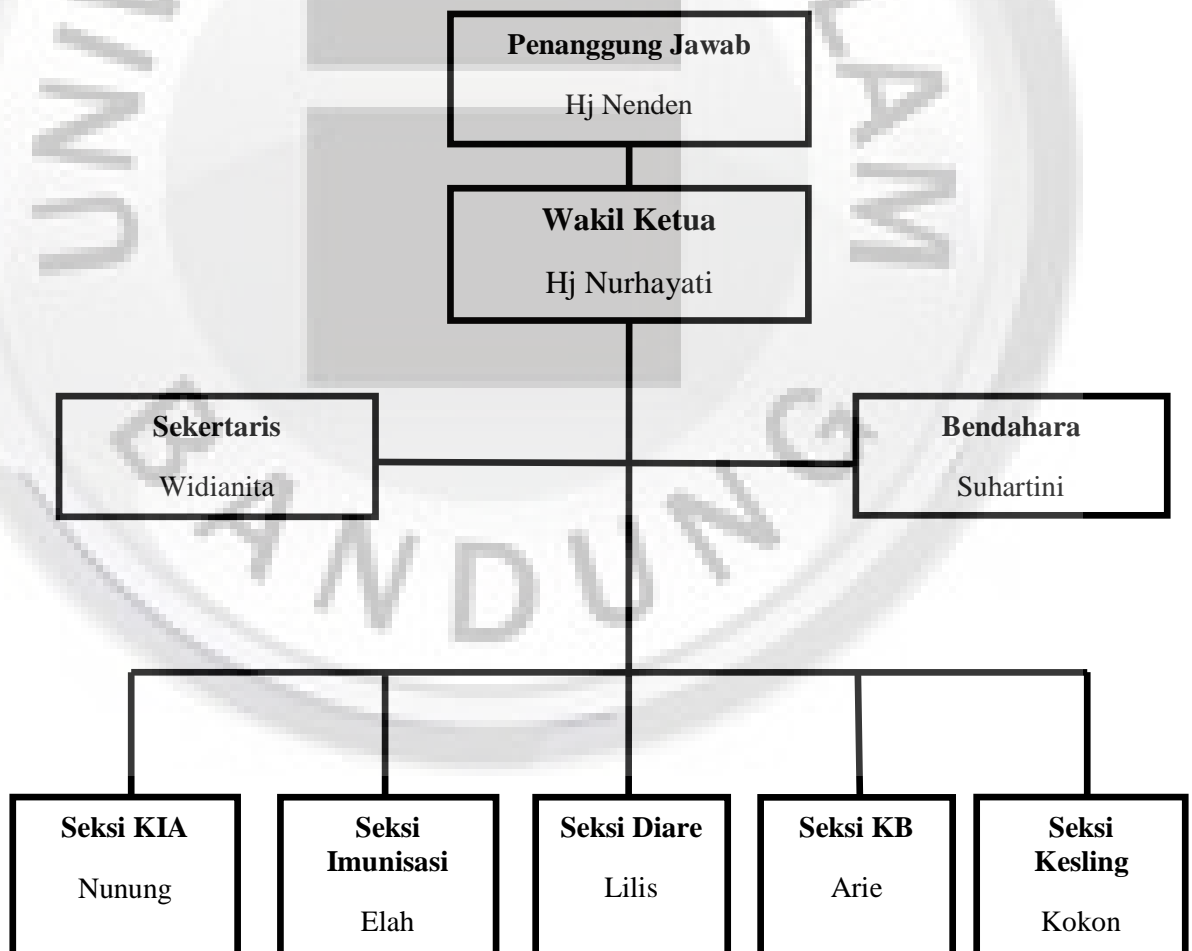 Penanggung Jawab
Hj Nenden
Wakil Ketua
Hj Nurhayati
Sekertaris
Widianita
Bendahara
Suhartini
Seksi KIA
Nunung
Seksi
Imunisasi
Elah
Seksi Diare
Lilis
Seksi KB
Arie
Seksi
Kesling
Kokon
BANDUNG